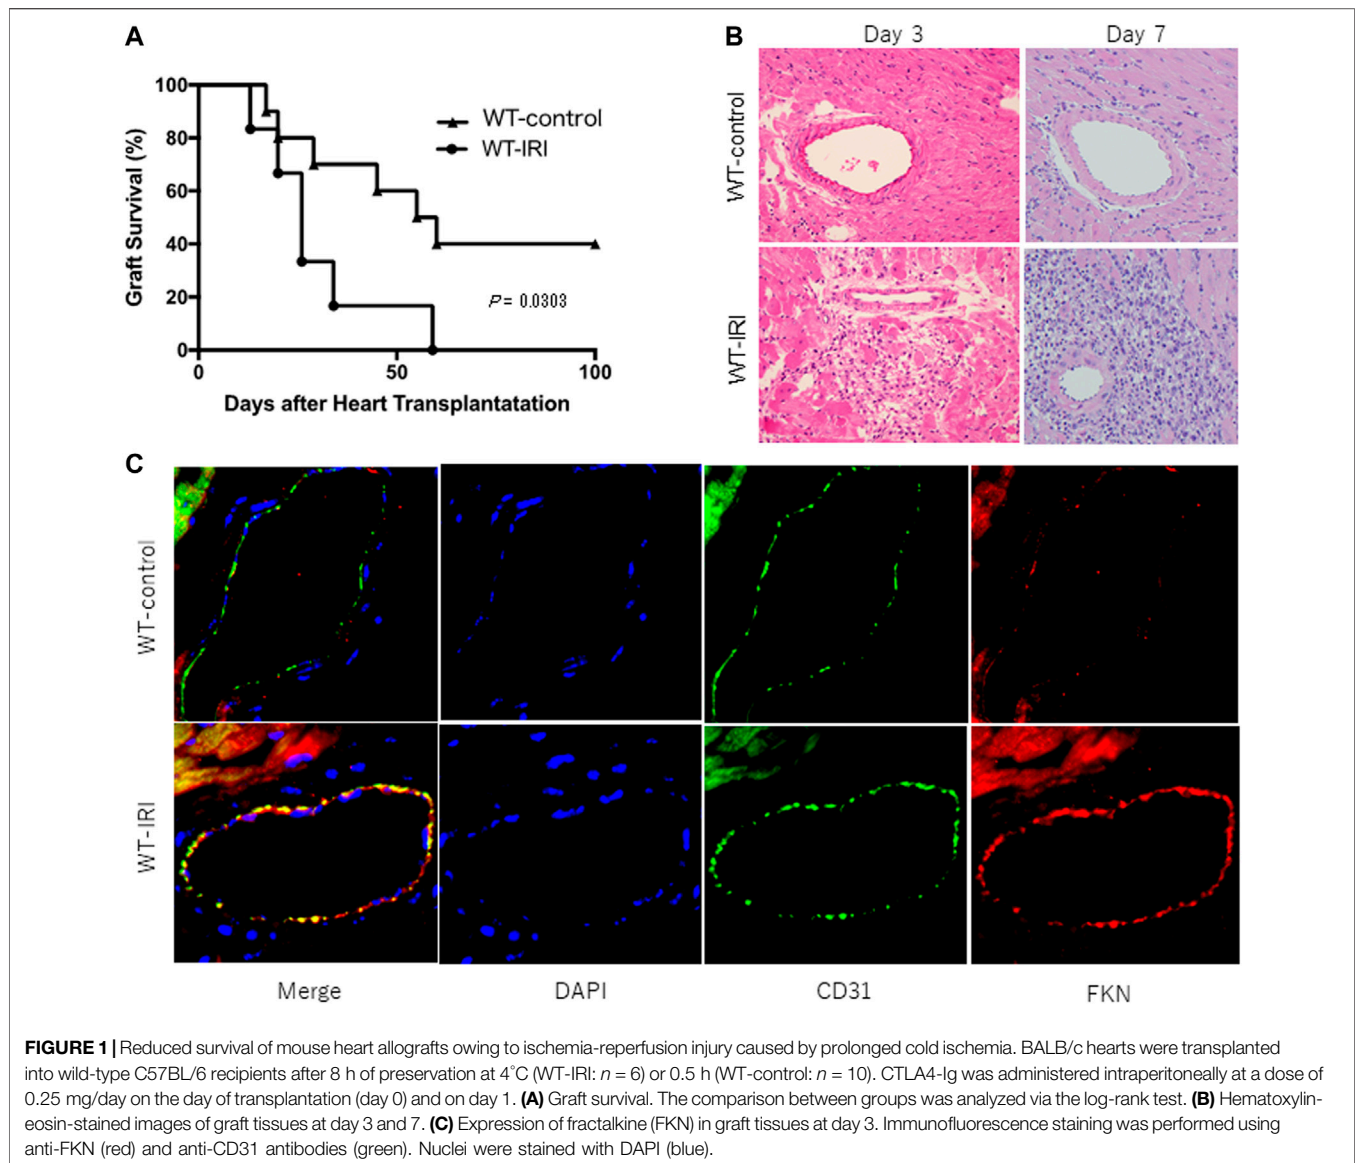 A
100
80
60
40
20
0
Graft Survival (%)
WT-control
WT-IRI
P = 0.0303
0
50
100
Days after Heart Transplantatation
B
Day 3
Day 7
WT-control
WT-IRI
C
WT-control
WT-IRI
Merge
DAPI
CD31
FKN
FIGURE 1 | Reduced survival of mouse heart allografts owing to ischemia-reperfusion injury caused by prolonged cold ischemia. BALB/c hearts were transplanted
into wild-type C57BL/6 recipients after 8 h of preservation at 4°C (WT-IRI: n = 6) or 0.5 h (WT-control: n = 10). CTLA4-Ig was administered intraperitoneally at a dose of
0.25 mg/day on the day of transplantation (day 0) and on day 1. (A) Graft survival. The comparison between groups was analyzed via the log-rank test. (B) Hematoxylin-
eosin-stained images of graft tissues at day 3 and 7. (C) Expression of fractalkine (FKN) in graft tissues at day 3. Immunofluorescence staining was performed using
anti-FKN (red) and anti-CD31 antibodies (green). Nuclei were stained with DAPI (blue).